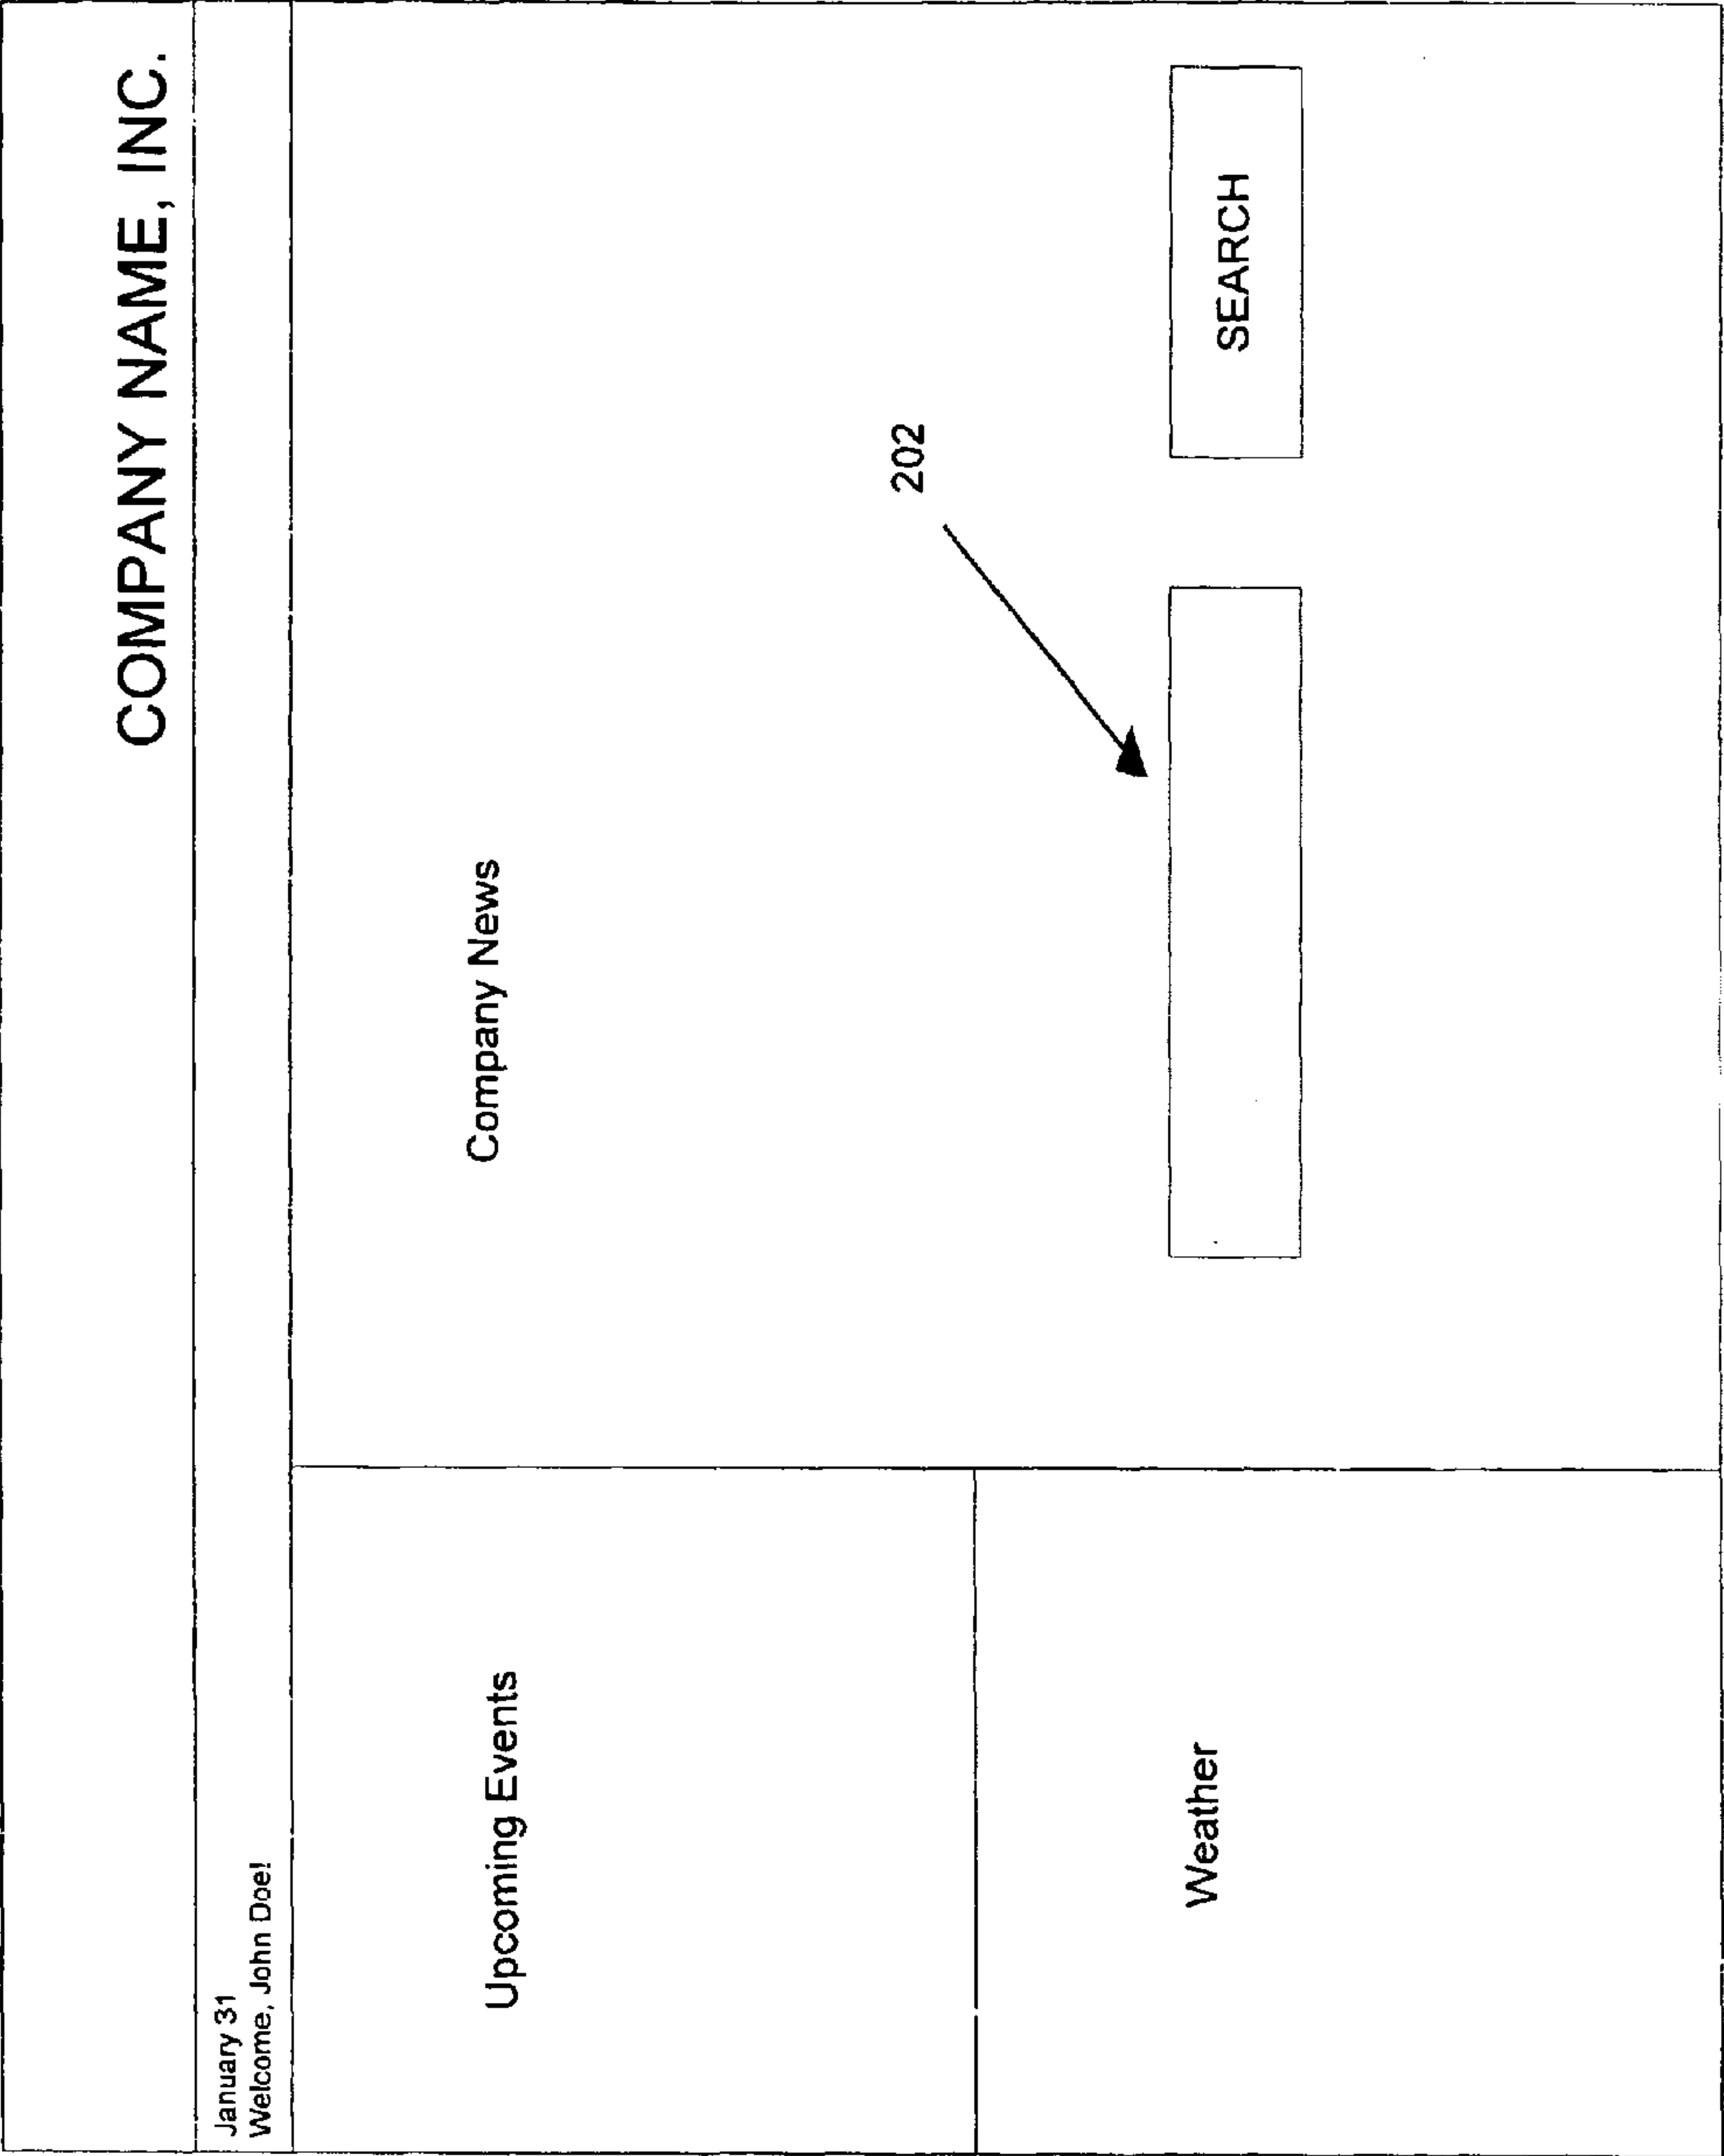 COMPANY NAME, INC.
January 31
Welcome, John Doe!
Upcoming Events
Company News
202
Weather
SEARCH